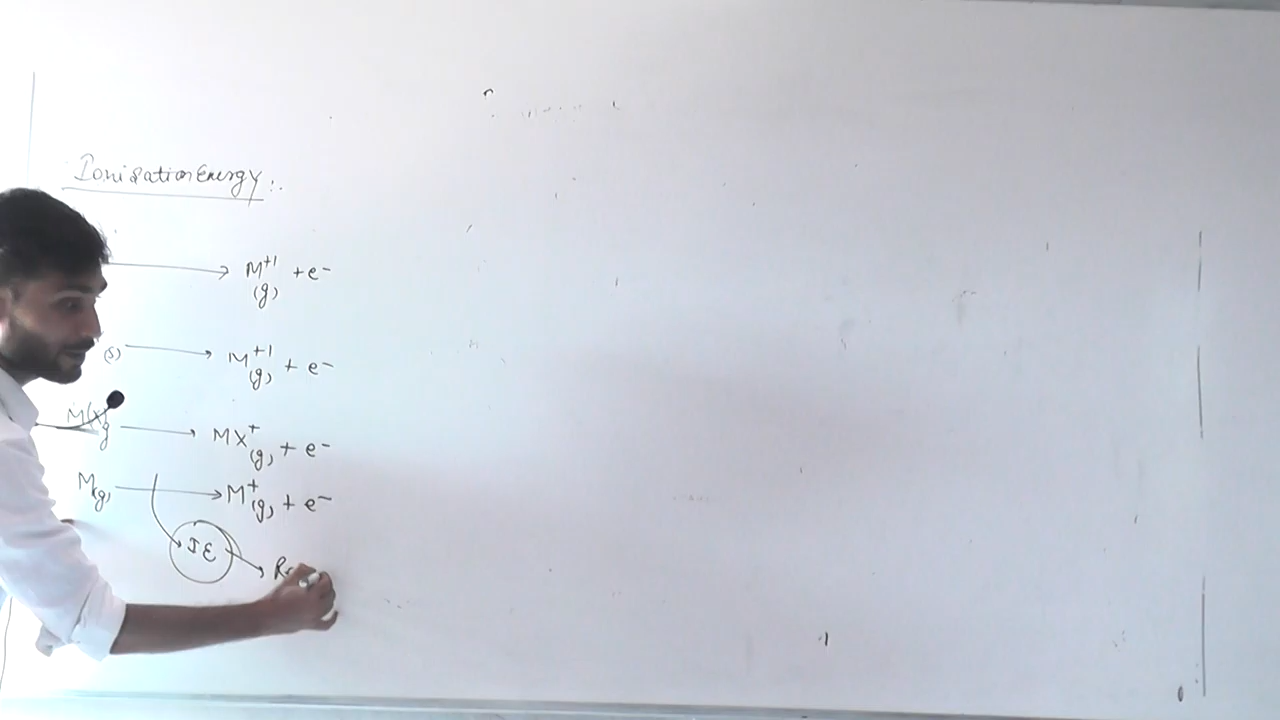 Ionisation Energy :.
⟶ M⁺¹(g) + e⁻
(s) ⟶ M⁺¹(g) + e⁻
M(X)g ⟶ MX⁺(g) + e⁻
M(g) ⟶ M⁺(g) + e⁻
IE →